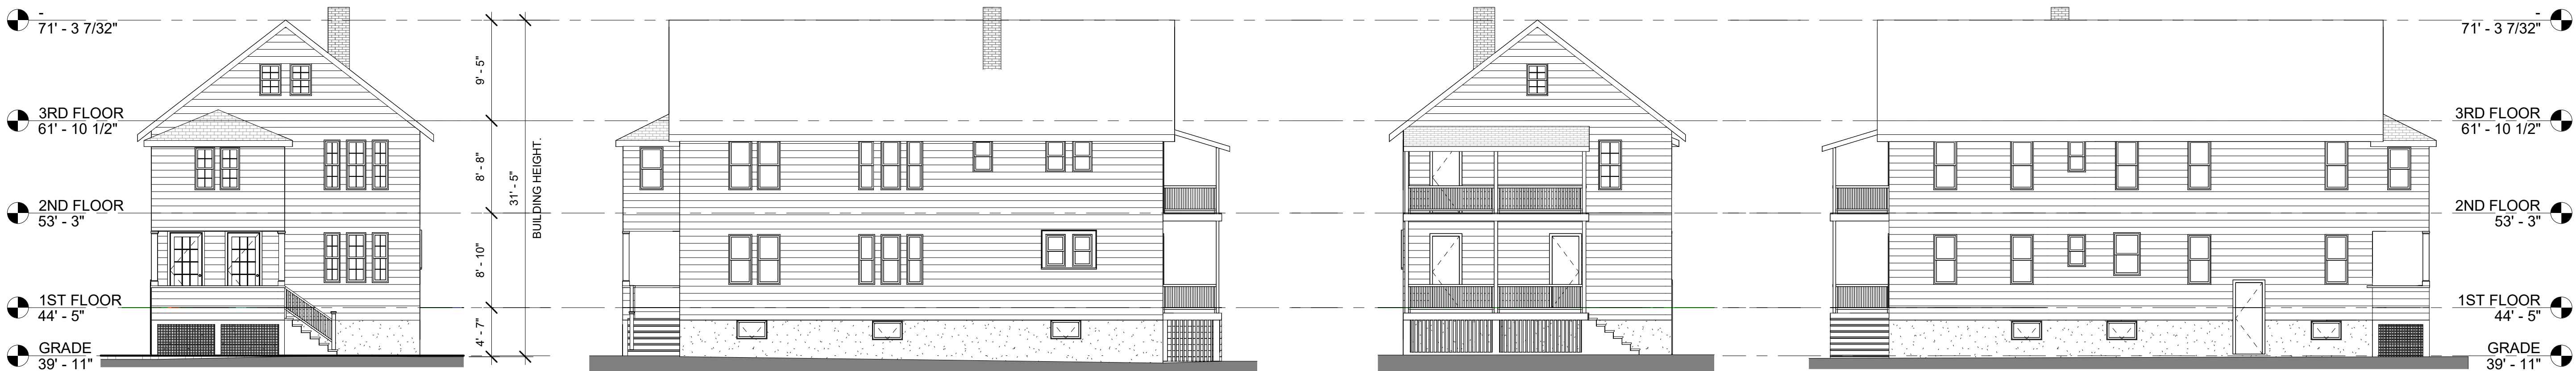 -
71' - 3 7/32"
3RD FLOOR
61' - 10 1/2"
2ND FLOOR
53' - 3"
1ST FLOOR
44' - 5"
GRADE
39' - 11"
9' - 5"
8' - 8"
8' - 10"
4' - 7"
31' - 5"
BUILDING HEIGHT.
-
71' - 3 7/32"
3RD FLOOR
61' - 10 1/2"
2ND FLOOR
53' - 3"
1ST FLOOR
44' - 5"
GRADE
39' - 11"